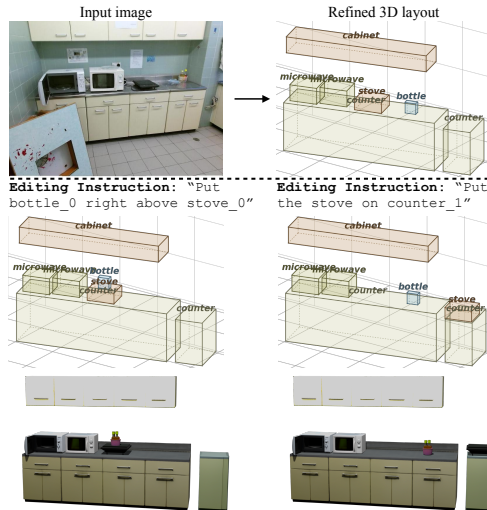 Input image
Refined 3D layout
cabinet
microwave
microwave
stove
counter
bottle
counter
Editing Instruction: “Put
bottle_0 right above stove_0”
Editing Instruction: “Put
the stove on counter_1”
cabinet
microwave
microwave
bottle
stove
counter
counter
cabinet
microwave
microwave
counter
bottle
stove
counter